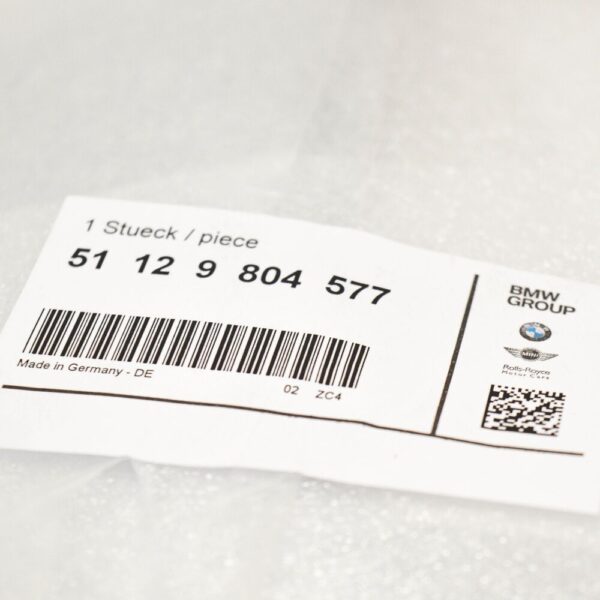 1 Stueck / piece
51 12 9 804 577
Made in Germany - DE
02 ZC4
BMW
GROUP
MINI
Rolls-Royce
Motor Cars